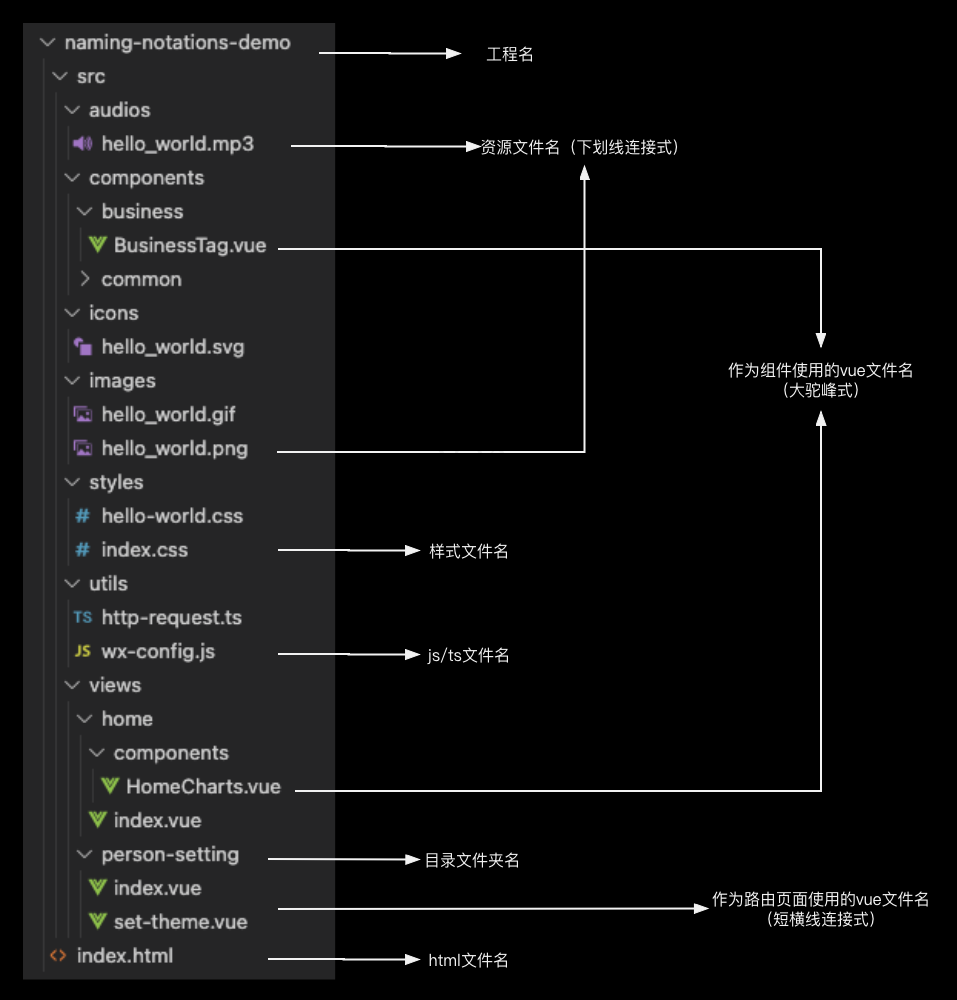 naming-notations-demo
工程名
src
audios
hello_world.mp3
资源文件名（下划线连接式）
components
business
BusinessTag.vue
common
icons
hello_world.svg
作为组件使用的vue文件名
（大驼峰式）
images
hello_world.gif
hello_world.png
styles
hello-world.css
index.css
样式文件名
utils
TS http-request.ts
JS wx-config.js
js/ts文件名
views
home
components
HomeCharts.vue
index.vue
person-setting
目录文件夹名
index.vue
作为路由页面使用的vue文件名
（短横线连接式）
set-theme.vue
index.html
html文件名